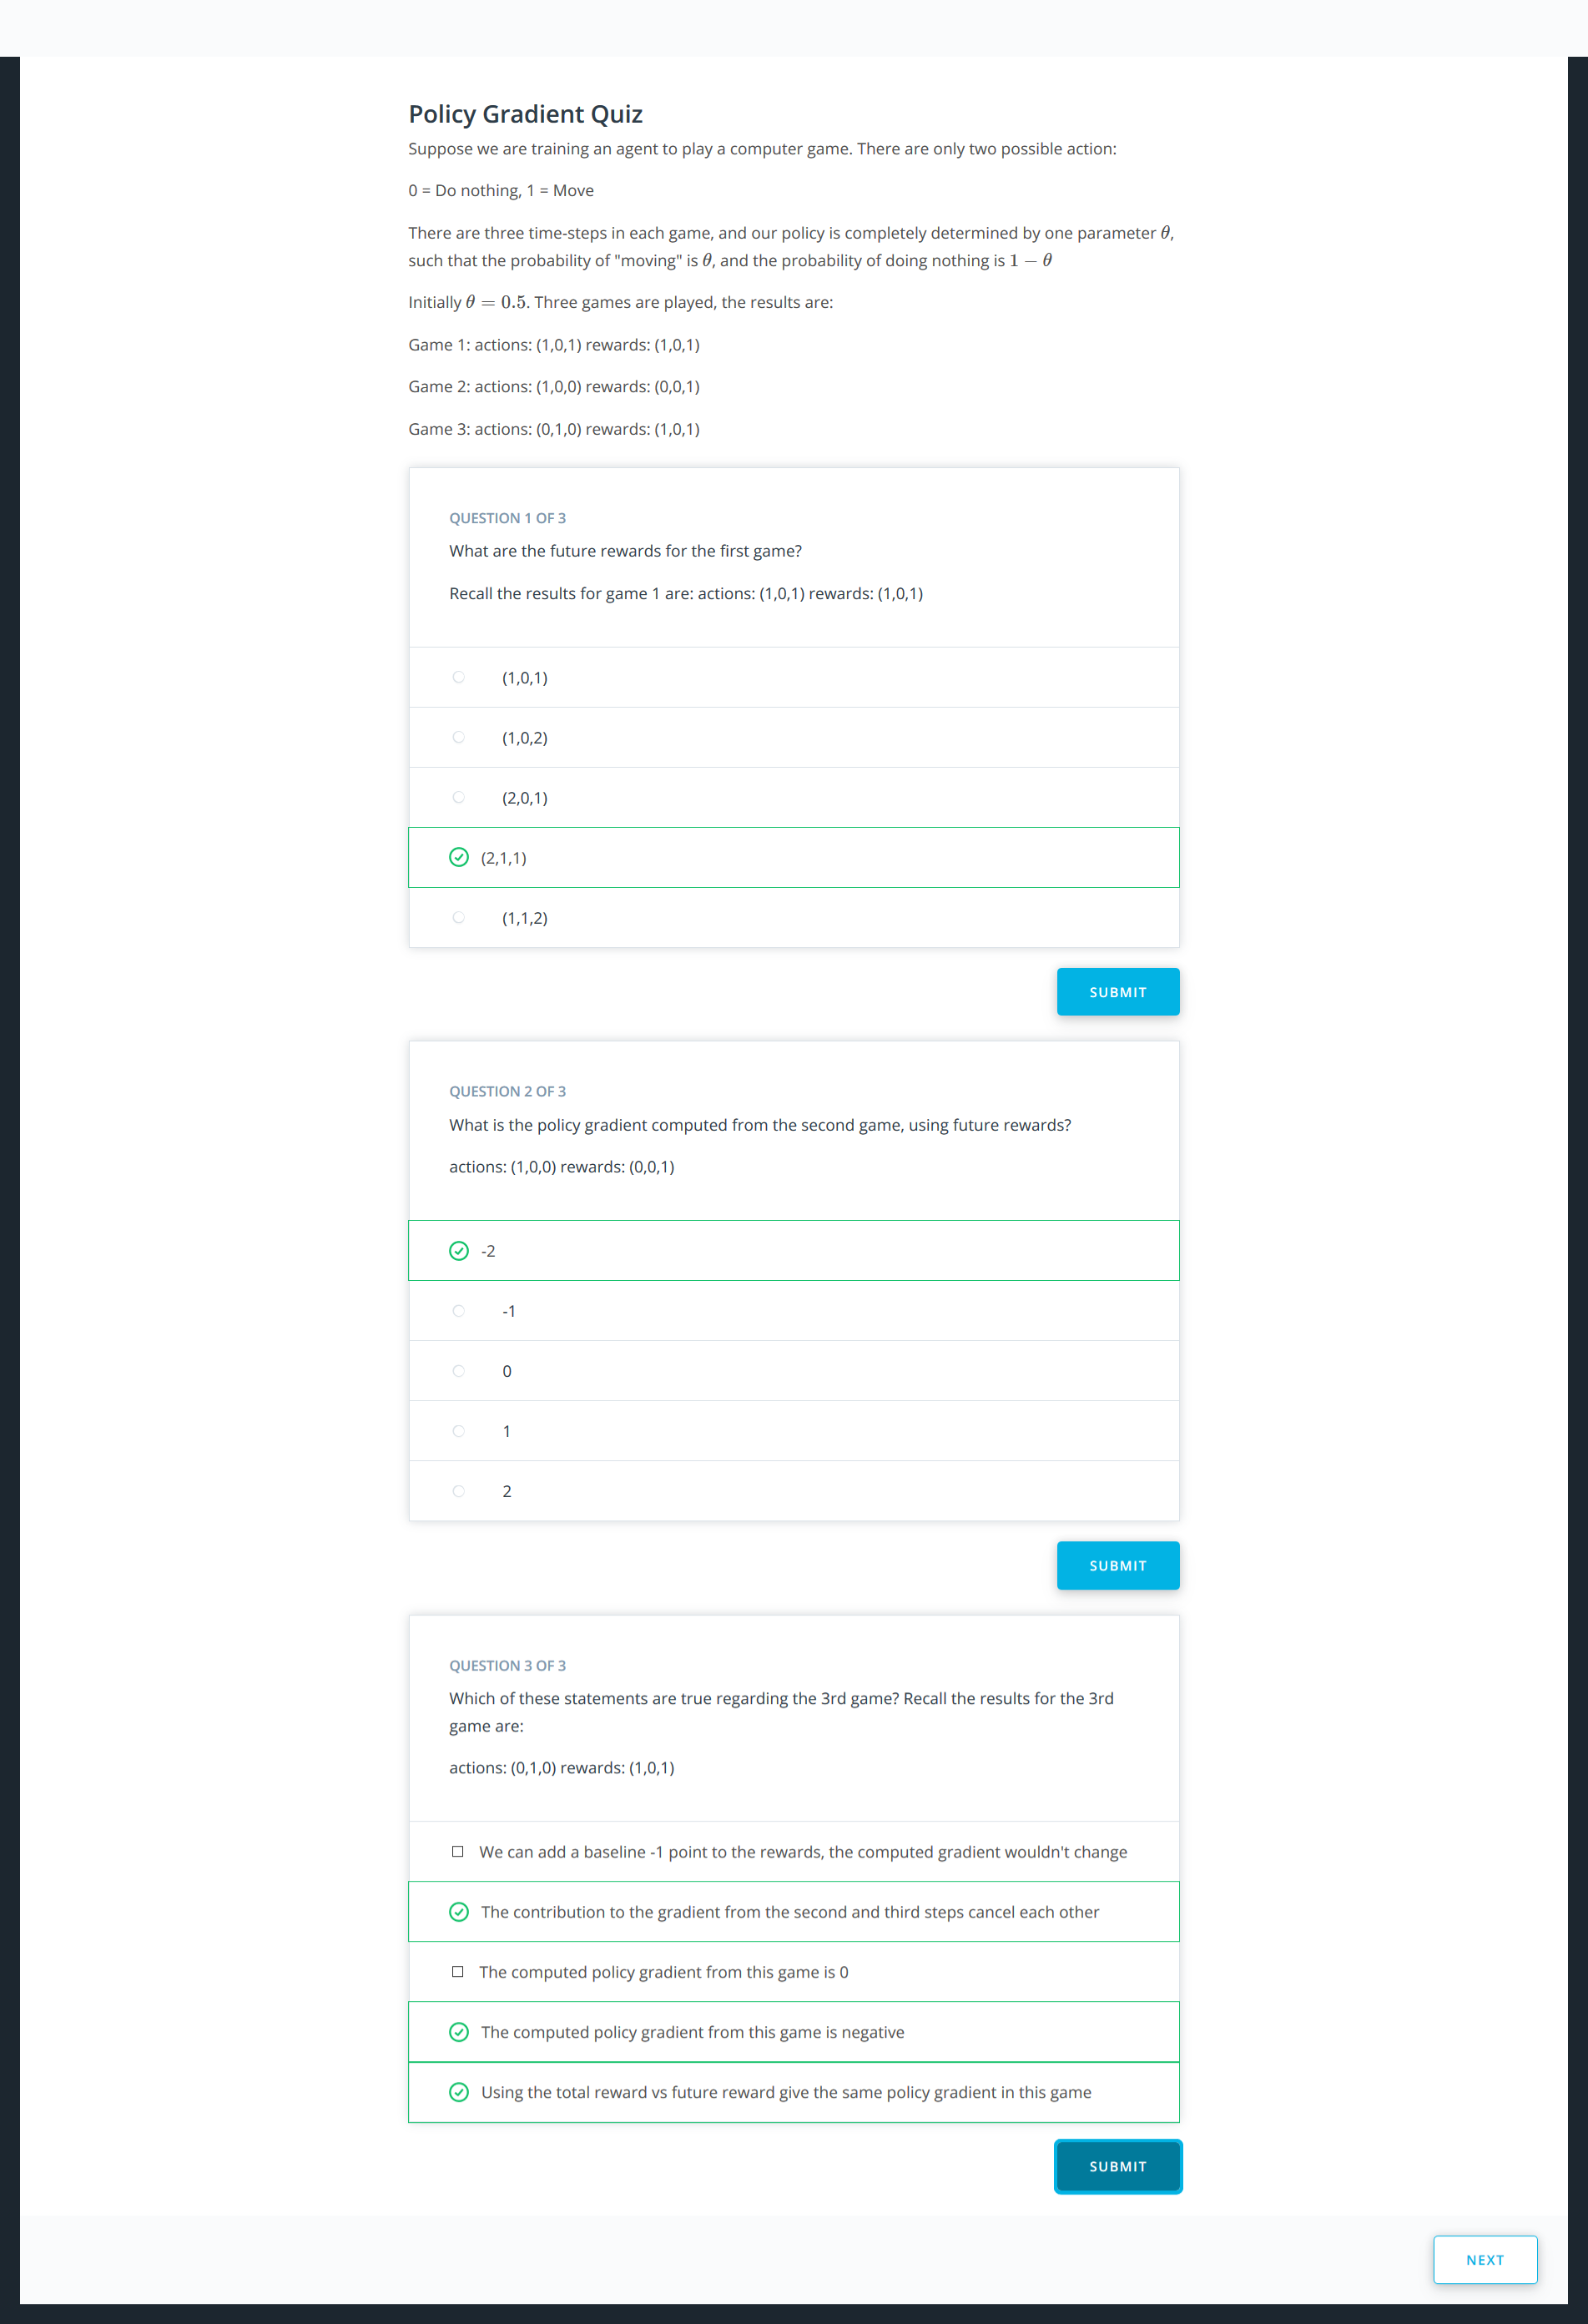 Policy Gradient Quiz
Suppose we are training an agent to play a computer game. There are only two possible action:
0 = Do nothing, 1 = Move
There are three time-steps in each game, and our policy is completely determined by one parameter θ,
such that the probability of "moving" is θ, and the probability of doing nothing is 1 − θ
Initially θ = 0.5. Three games are played, the results are:
Game 1: actions: (1,0,1) rewards: (1,0,1)
Game 2: actions: (1,0,0) rewards: (0,0,1)
Game 3: actions: (0,1,0) rewards: (1,0,1)
QUESTION 1 OF 3
What are the future rewards for the first game?
Recall the results for game 1 are: actions: (1,0,1) rewards: (1,0,1)
(1,0,1)
(1,0,2)
(2,0,1)
(2,1,1)
(1,1,2)
SUBMIT
QUESTION 2 OF 3
What is the policy gradient computed from the second game, using future rewards?
actions: (1,0,0) rewards: (0,0,1)
-2
-1
0
1
2
SUBMIT
QUESTION 3 OF 3
Which of these statements are true regarding the 3rd game? Recall the results for the 3rd
game are:
actions: (0,1,0) rewards: (1,0,1)
We can add a baseline -1 point to the rewards, the computed gradient wouldn't change
The contribution to the gradient from the second and third steps cancel each other
The computed policy gradient from this game is 0
The computed policy gradient from this game is negative
Using the total reward vs future reward give the same policy gradient in this game
SUBMIT
NEXT